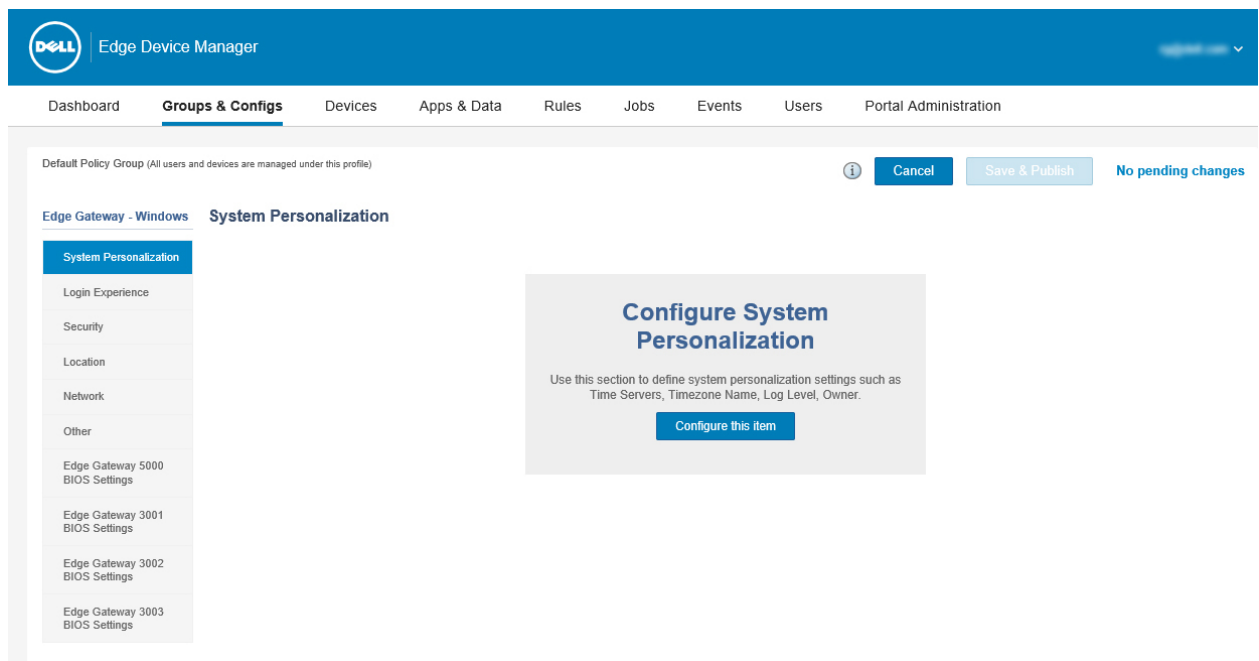 DELL
Edge Device Manager
Dashboard Groups & Configs Devices Apps & Data Rules Jobs Events Users Portal Administration
Default Policy Group (All users and devices are managed under this profile)
i Cancel Save & Publish No pending changes
Edge Gateway - Windows
System Personalization
System Personalization
Login Experience
Security
Location
Network
Other
Edge Gateway 5000
BIOS Settings
Edge Gateway 3001
BIOS Settings
Edge Gateway 3002
BIOS Settings
Edge Gateway 3003
BIOS Settings
Configure System
Personalization
Use this section to define system personalization settings such as
Time Servers, Timezone Name, Log Level, Owner.
Configure this item